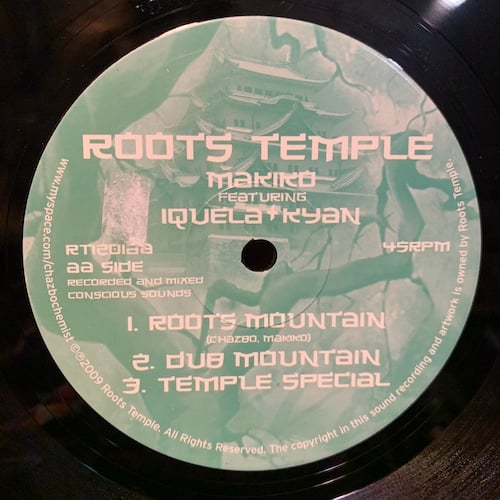 ROOTS TEMPLE
MAKIKO
FEATURING
IQUELA+KYAN
45RPM
AA SIDE
RECORDED AND MIXED
CONSCIOUS SOUNDS
1. ROOTS MOUNTAIN
(CHAZBO, MAKIKO)
2. DUB MOUNTAIN
3. TEMPLE SPECIAL
www.myspace.com/chazbochemist ©℗2009 Roots Temple. All Rights Reserved. The copyright in this sound recording and artwork is owned by Roots Temple.